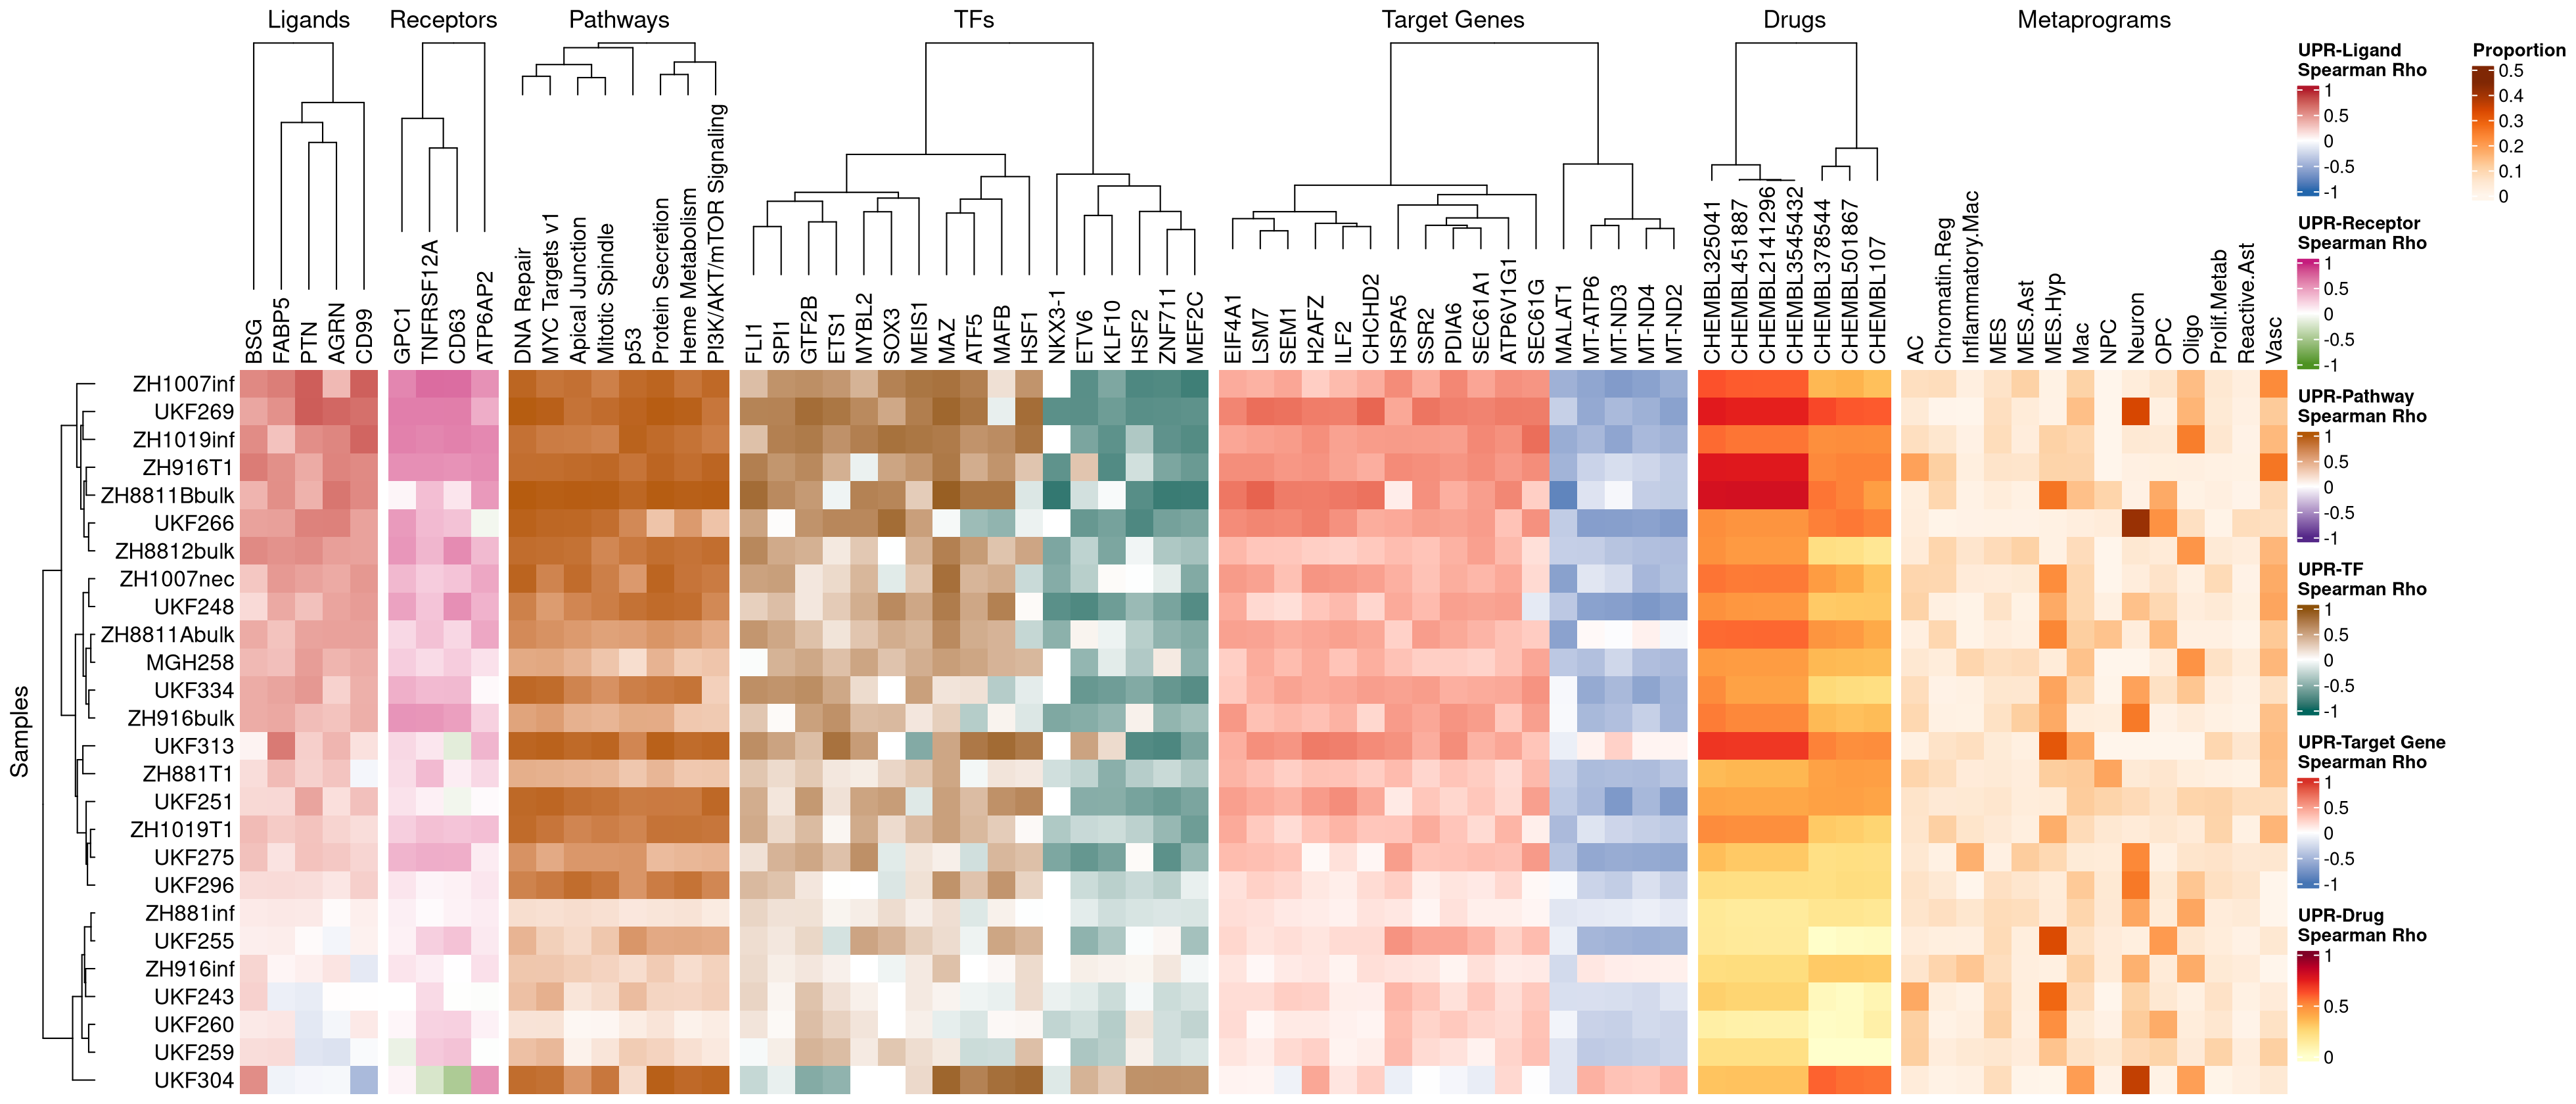 Ligands
Receptors
Pathways
TFs
Target Genes
Drugs
Metaprograms
BSG
FABP5
PTN
AGRN
CD99
GPC1
TNFRSF12A
CD63
ATP6AP2
DNA Repair
MYC Targets v1
Apical Junction
Mitotic Spindle
p53
Protein Secretion
Heme Metabolism
PI3K/AKT/mTOR Signaling
FLI1
SPI1
GTF2B
ETS1
MYBL2
SOX3
MEIS1
MAZ
ATF5
MAFB
HSF1
NKX3-1
ETV6
KLF10
HSF2
ZNF711
MEF2C
EIF4A1
LSM7
SEM1
H2AFZ
ILF2
CHCHD2
HSPA5
SSR2
PDIA6
SEC61A1
ATP6V1G1
SEC61G
MALAT1
MT-ATP6
MT-ND3
MT-ND4
MT-ND2
CHEMBL325041
CHEMBL451887
CHEMBL2141296
CHEMBL3545432
CHEMBL378544
CHEMBL501867
CHEMBL107
AC
Chromatin.Reg
Inflammatory.Mac
MES
MES.Ast
MES.Hyp
Mac
NPC
Neuron
OPC
Oligo
Prolif.Metab
Reactive.Ast
Vasc
Samples
ZH1007inf
UKF269
ZH1019inf
ZH916T1
ZH8811Bbulk
UKF266
ZH8812bulk
ZH1007nec
UKF248
ZH8811Abulk
MGH258
UKF334
ZH916bulk
UKF313
ZH881T1
UKF251
ZH1019T1
UKF275
UKF296
ZH881inf
UKF255
ZH916inf
UKF243
UKF260
UKF259
UKF304
UPR-Ligand
Spearman Rho
1
0.5
0
-0.5
-1
UPR-Receptor
Spearman Rho
1
0.5
0
-0.5
-1
UPR-Pathway
Spearman Rho
1
0.5
0
-0.5
-1
UPR-TF
Spearman Rho
1
0.5
0
-0.5
-1
UPR-Target Gene
Spearman Rho
1
0.5
0
-0.5
-1
UPR-Drug
Spearman Rho
1
0.5
0
Proportion
0.5
0.4
0.3
0.2
0.1
0